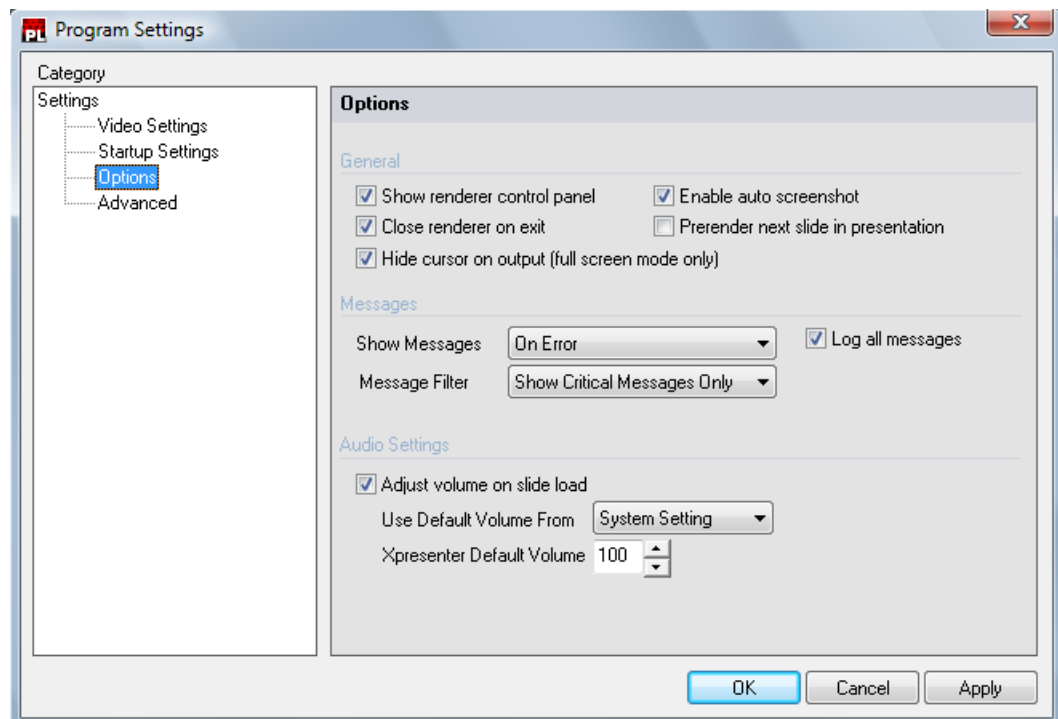 PL Program Settings
Category
Settings
Video Settings
Startup Settings
Options
Advanced
Options
General
Show renderer control panel
Enable auto screenshot
Close renderer on exit
Prerender next slide in presentation
Hide cursor on output (full screen mode only)
Messages
Show Messages On Error
Log all messages
Message Filter Show Critical Messages Only
Audio Settings
Adjust volume on slide load
Use Default Volume From System Setting
Xpresenter Default Volume 100
OK Cancel Apply